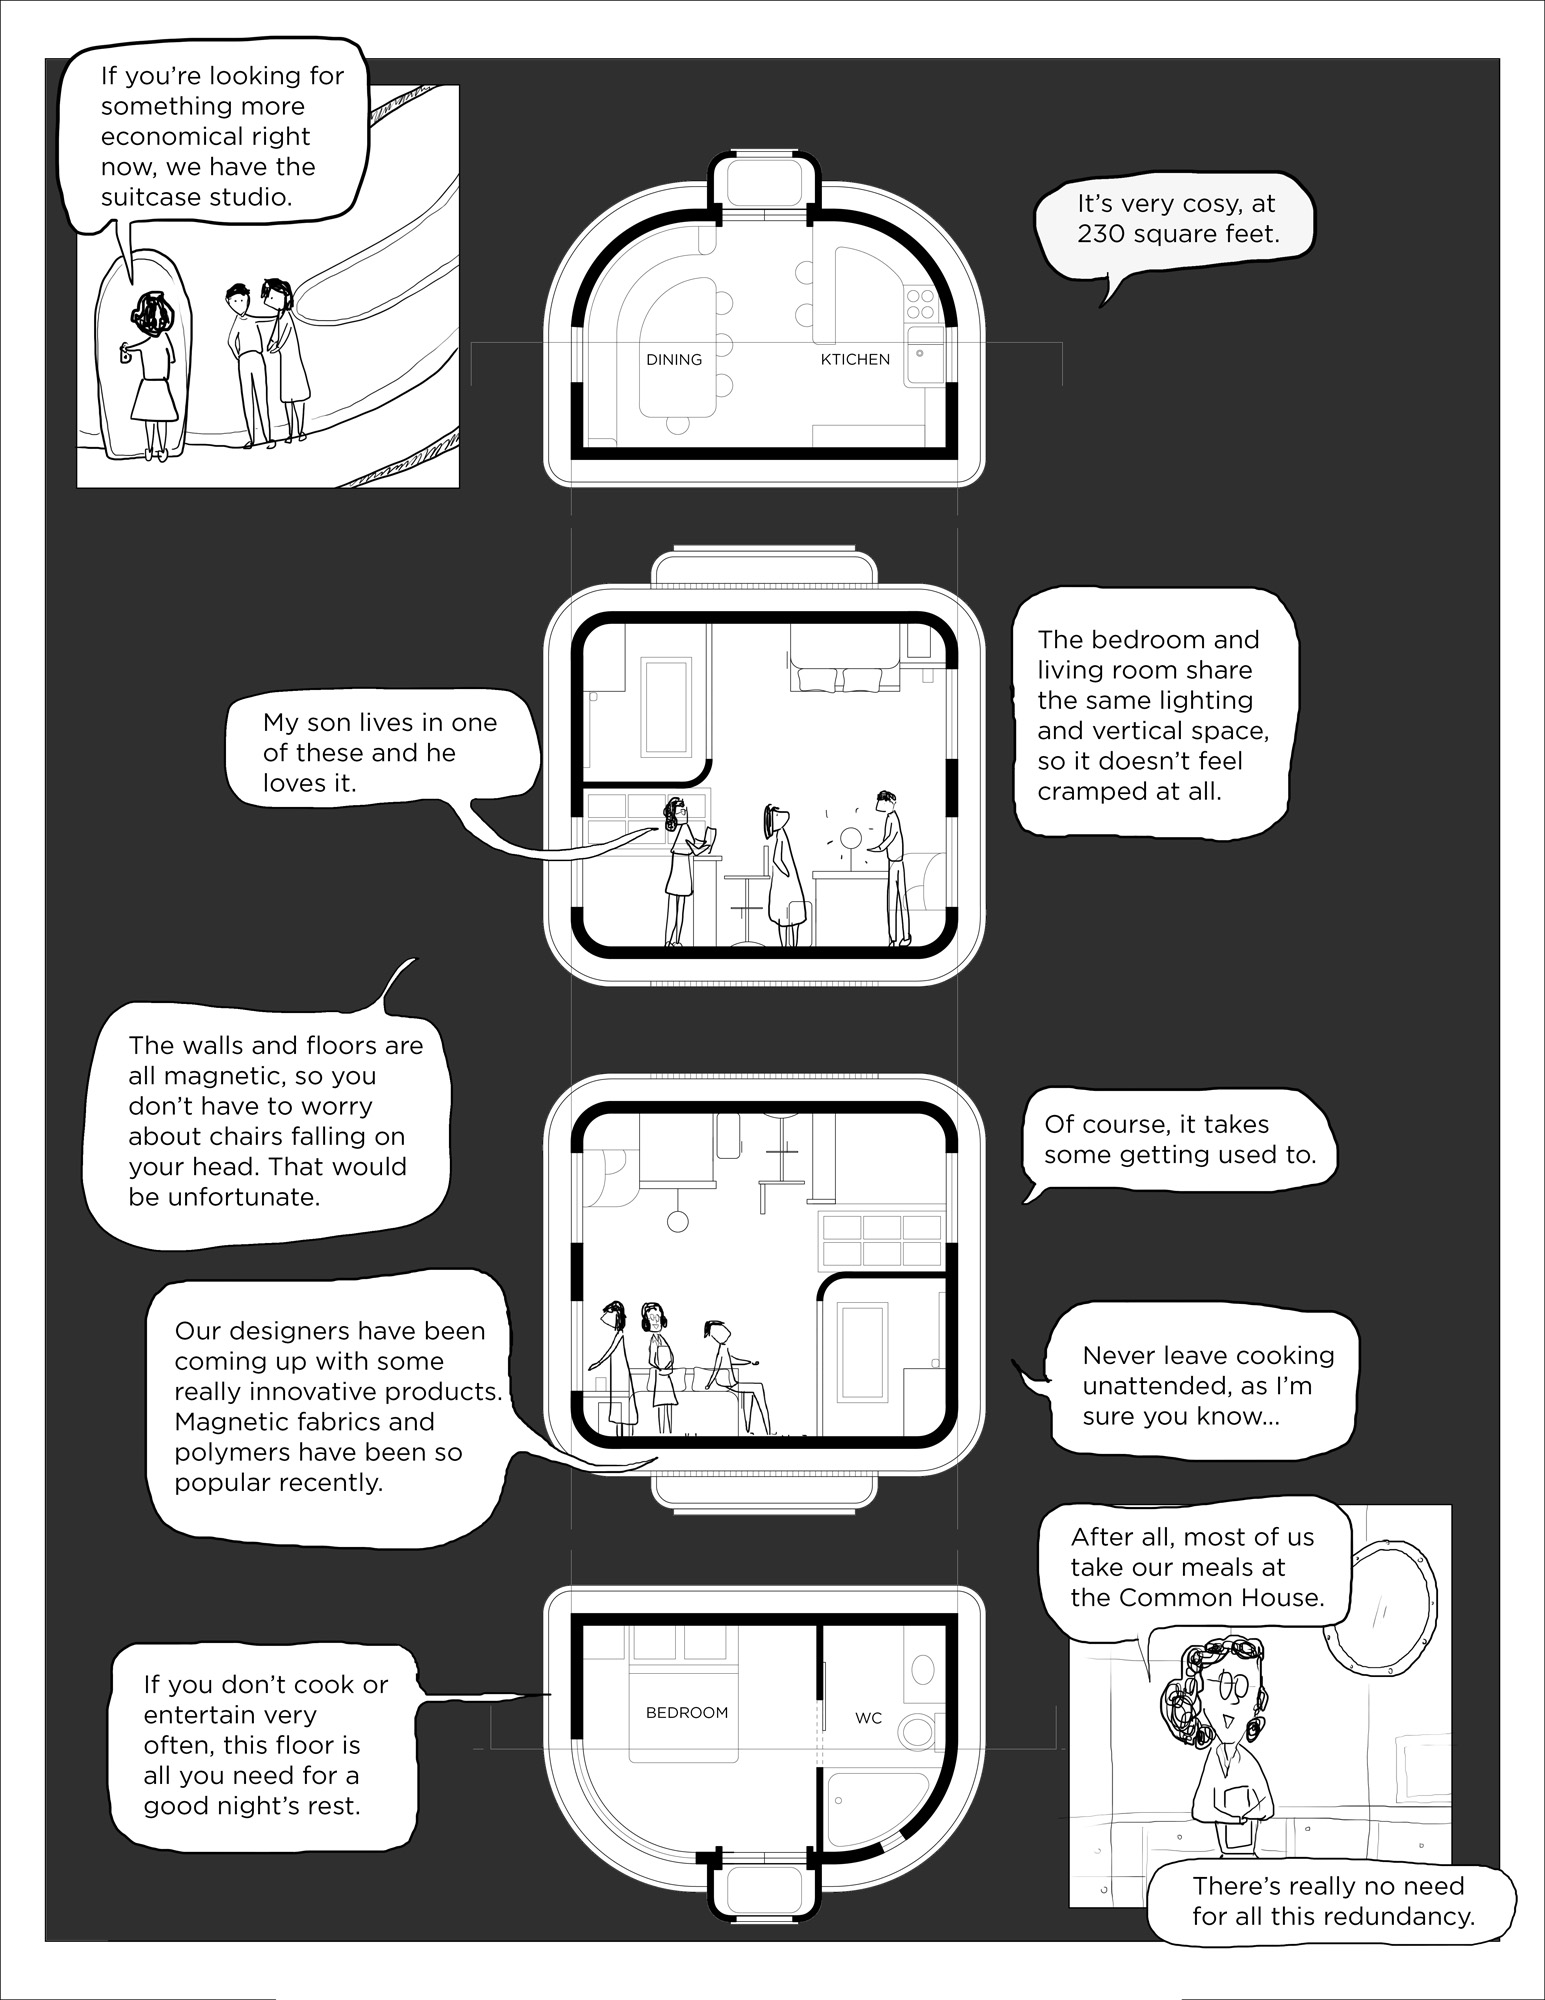 If you're looking for
something more
economical right
now, we have the
suitcase studio.
It's very cosy, at
230 square feet.
DINING
KTICHEN
The bedroom and
living room share
the same lighting
and vertical space,
so it doesn't feel
cramped at all.
My son lives in one
of these and he
loves it.
The walls and floors are
all magnetic, so you
don't have to worry
about chairs falling on
your head. That would
be unfortunate.
Of course, it takes
some getting used to.
Our designers have been
coming up with some
really innovative products.
Magnetic fabrics and
polymers have been so
popular recently.
Never leave cooking
unattended, as I'm
sure you know...
After all, most of us
take our meals at
the Common House.
If you don't cook or
entertain very
often, this floor is
all you need for a
good night's rest.
BEDROOM
WC
There's really no need
for all this redundancy.